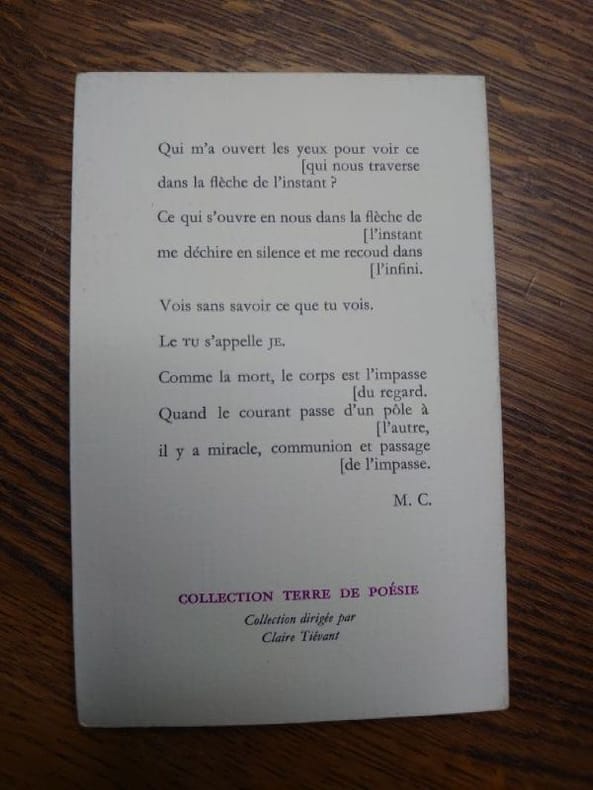 Qui m'a ouvert les yeux pour voir ce
[qui nous traverse
dans la flèche de l'instant ?
Ce qui s'ouvre en nous dans la flèche de
[l'instant
me déchire en silence et me recoud dans
[l'infini.
Vois sans savoir ce que tu vois.
Le TU s'appelle JE.
Comme la mort, le corps est l'impasse
[du regard.
Quand le courant passe d'un pôle à
[l'autre,
il y a miracle, communion et passage
[de l'impasse.
M. C.
COLLECTION TERRE DE POÉSIE
Collection dirigée par
Claire Tiévant